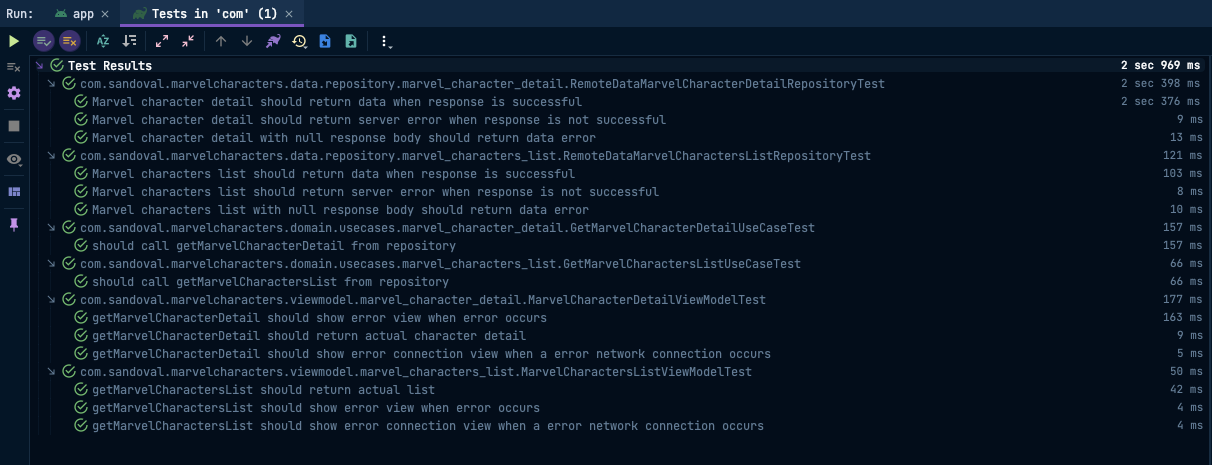 Run: app × Tests in 'com' (1) ×
Test Results 2 sec 969 ms
com.sandoval.marvelcharacters.data.repository.marvel_character_detail.RemoteDataMarvelCharacterDetailRepositoryTest 2 sec 398 ms
Marvel character detail should return data when response is successful 2 sec 376 ms
Marvel character detail should return server error when response is not successful 9 ms
Marvel character detail with null response body should return data error 13 ms
com.sandoval.marvelcharacters.data.repository.marvel_characters_list.RemoteDataMarvelCharactersListRepositoryTest 121 ms
Marvel characters list should return data when response is successful 103 ms
Marvel characters list should return server error when response is not successful 8 ms
Marvel characters list with null response body should return data error 10 ms
com.sandoval.marvelcharacters.domain.usecases.marvel_character_detail.GetMarvelCharacterDetailUseCaseTest 157 ms
should call getMarvelCharacterDetail from repository 157 ms
com.sandoval.marvelcharacters.domain.usecases.marvel_characters_list.GetMarvelCharactersListUseCaseTest 66 ms
should call getMarvelCharactersList from repository 66 ms
com.sandoval.marvelcharacters.viewmodel.marvel_character_detail.MarvelCharacterDetailViewModelTest 177 ms
getMarvelCharacterDetail should show error view when error occurs 163 ms
getMarvelCharacterDetail should return actual character detail 9 ms
getMarvelCharacterDetail should show error connection view when a error network connection occurs 5 ms
com.sandoval.marvelcharacters.viewmodel.marvel_characters_list.MarvelCharactersListViewModelTest 50 ms
getMarvelCharactersList should return actual list 42 ms
getMarvelCharactersList should show error view when error occurs 4 ms
getMarvelCharactersList should show error connection view when a error network connection occurs 4 ms